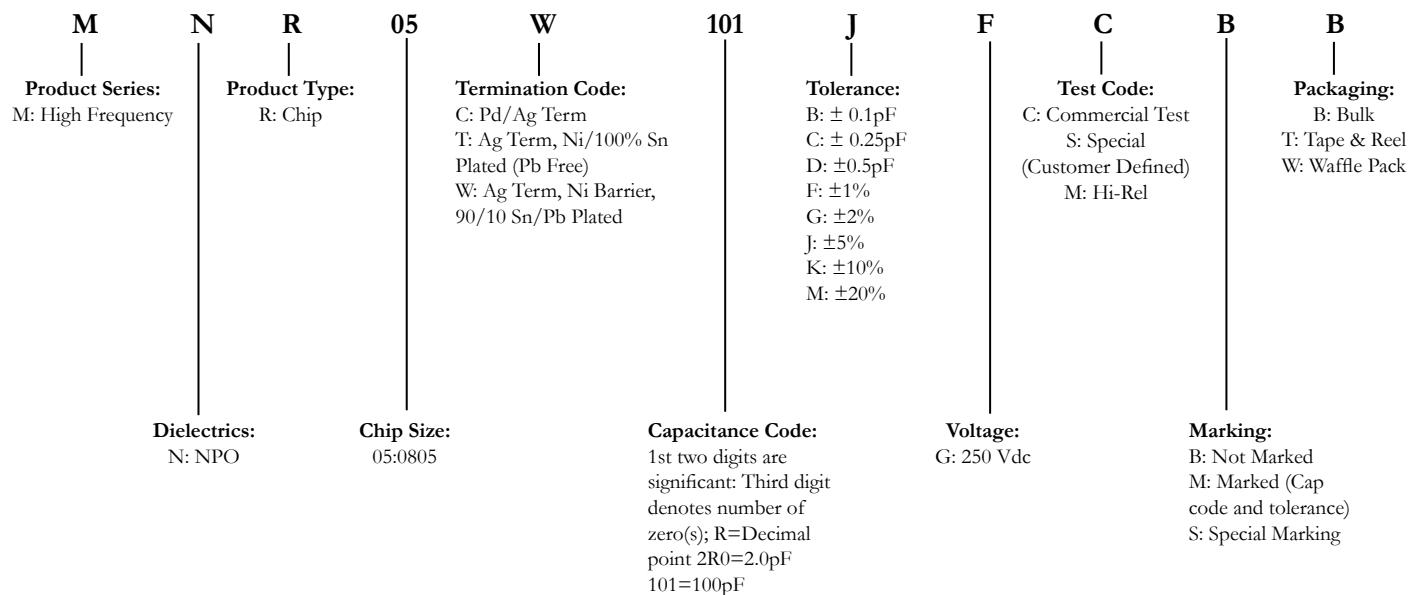 M N R 05 W 101 J F C B B
Product Series:
M: High Frequency
Product Type:
R: Chip
Termination Code:
C: Pd/Ag Term
T: Ag Term, Ni/100% Sn
Plated (Pb Free)
W: Ag Term, Ni Barrier,
90/10 Sn/Pb Plated
Tolerance:
B: ± 0.1pF
C: ± 0.25pF
D: ±0.5pF
F: ±1%
G: ±2%
J: ±5%
K: ±10%
M: ±20%
Test Code:
C: Commercial Test
S: Special
(Customer Defined)
M: Hi-Rel
Packaging:
B: Bulk
T: Tape & Reel
W: Waffle Pack
Dielectrics:
N: NPO
Chip Size:
05:0805
Capacitance Code:
1st two digits are
significant: Third digit
denotes number of
zero(s); R=Decimal
point 2R0=2.0pF
101=100pF
Voltage:
G: 250 Vdc
Marking:
B: Not Marked
M: Marked (Cap
code and tolerance)
S: Special Marking